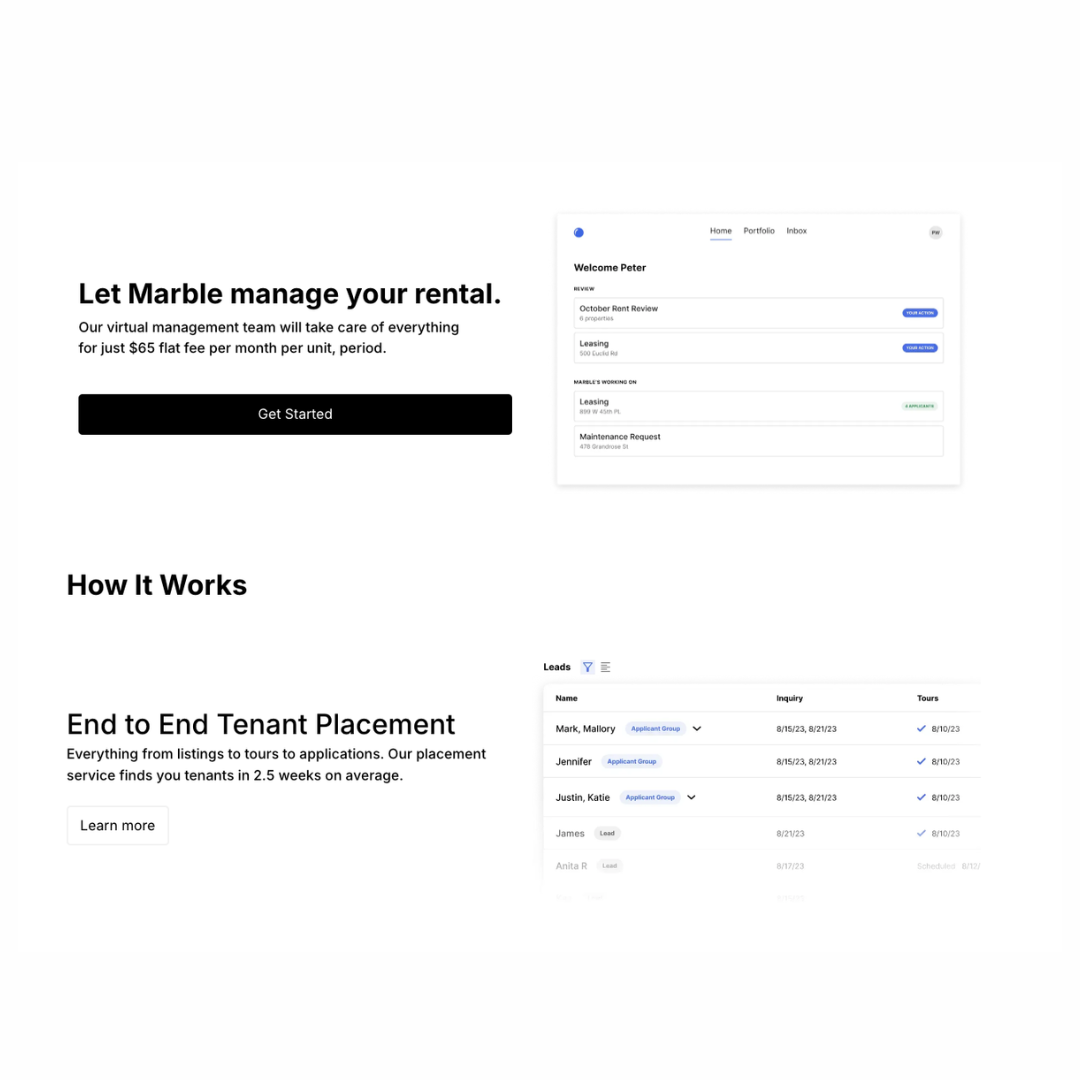 Let Marble manage your rental.
Our virtual management team will take care of everything
for just $65 flat fee per month per unit, period.
Get Started
Home Portfolio Inbox
PW
Welcome Peter
REVIEW
October Rent Review
6 properties
YOUR ACTION
Leasing
500 Euclid Rd
YOUR ACTION
MARBLE'S WORKING ON
Leasing
899 W 45th PL
APPLICANTS
Maintenance Request
478 Grandrose St
How It Works
End to End Tenant Placement
Everything from listings to tours to applications. Our placement
service finds you tenants in 2.5 weeks on average.
Learn more
Leads
Name Inquiry Tours
Mark, Mallory Applicant Group 8/15/23, 8/21/23 8/10/23
Jennifer Applicant Group 8/15/23, 8/21/23 8/10/23
Justin, Katie Applicant Group 8/15/23, 8/21/23 8/10/23
James Lead 8/21/23 8/10/23
Anita R Lead 8/17/23 Scheduled 8/12/